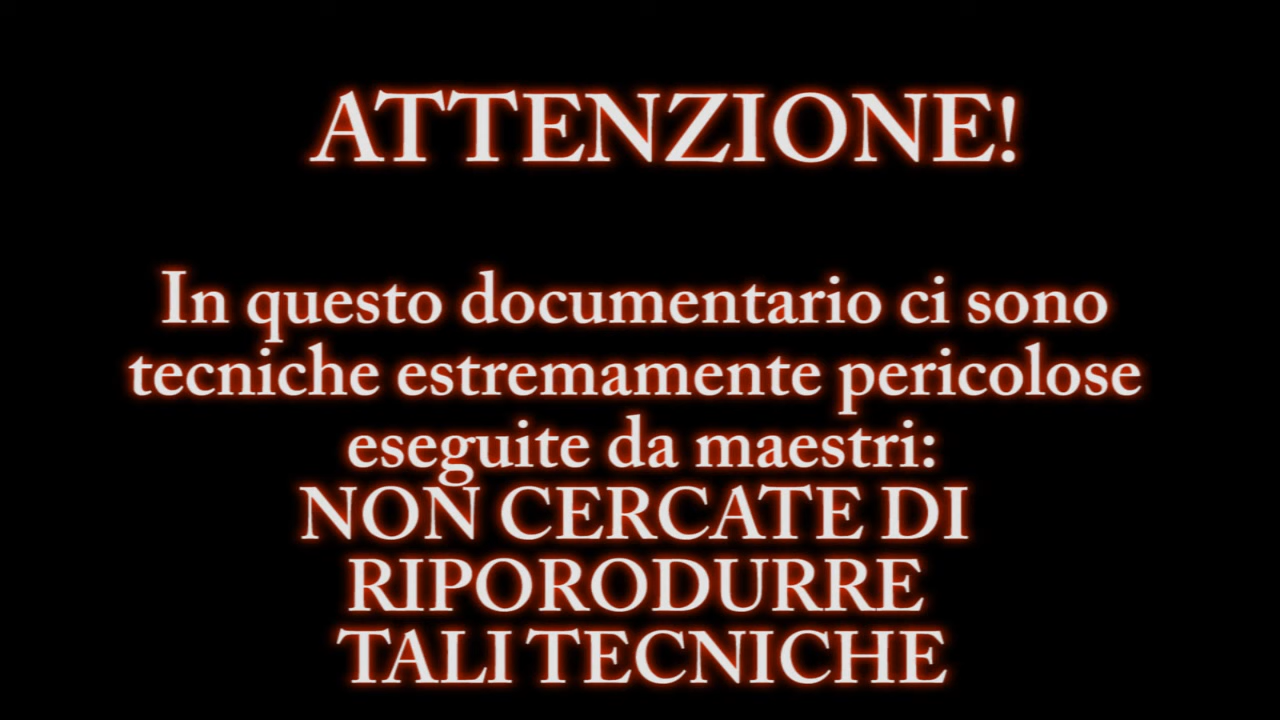 ATTENZIONE!
In questo documentario ci sono
tecniche estremamente pericolose
eseguite da maestri:
NON CERCATE DI
RIPORODURRE
TALI TECNICHE